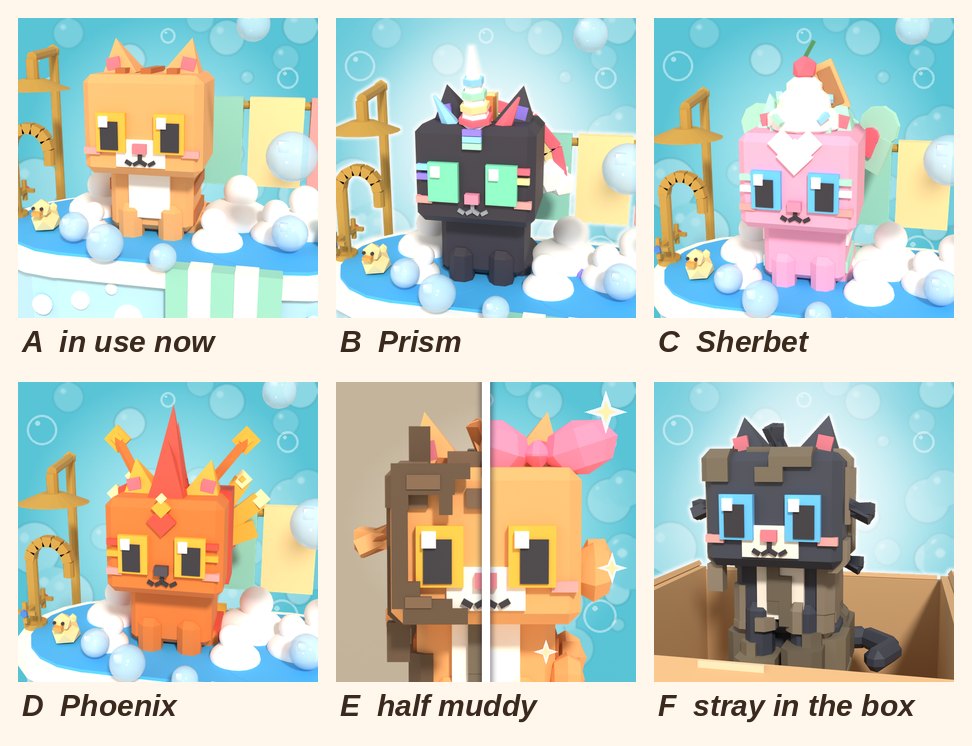 A in use now
B Prism
C Sherbet
D Phoenix
E half muddy
F stray in the box